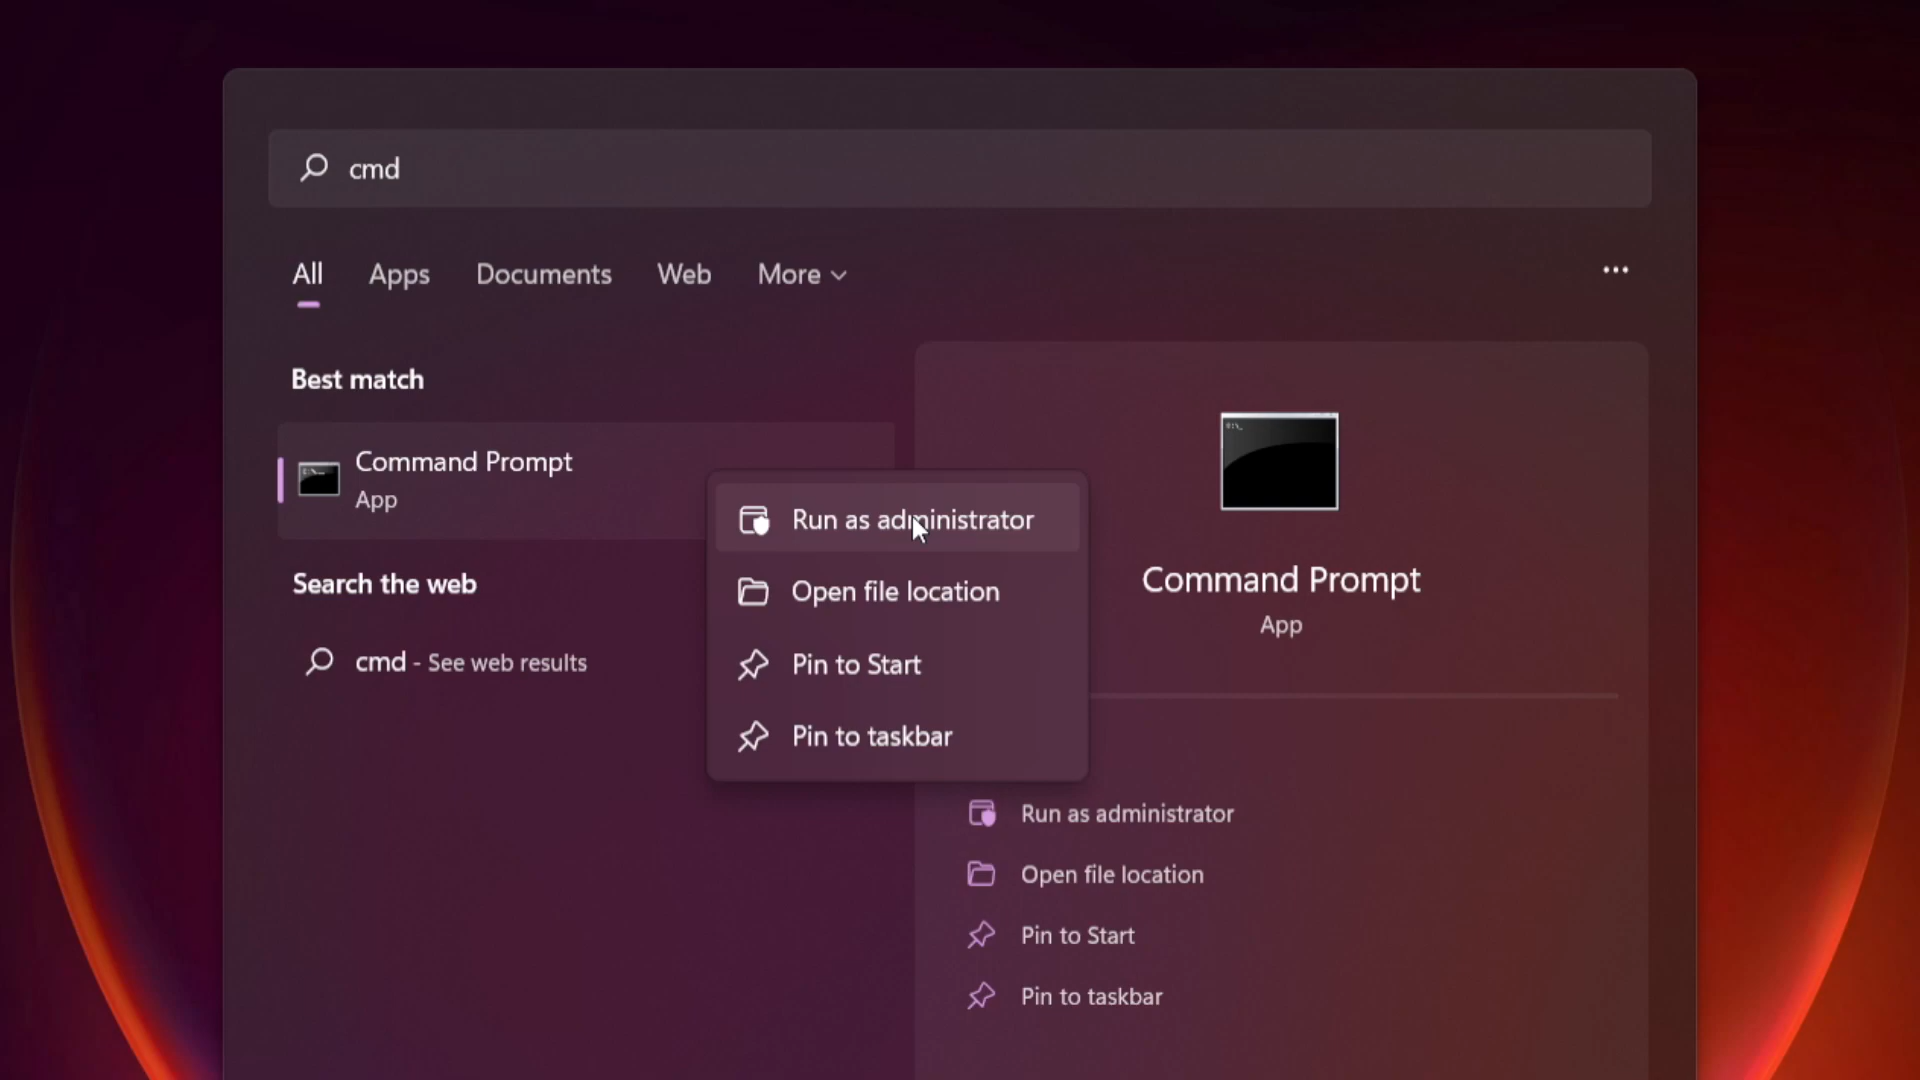 cmd
All Apps Documents Web More
Best match
Command Prompt
App
Search the web
cmd - See web results
Run as administrator
Open file location
Pin to Start
Pin to taskbar
Command Prompt
App
Run as administrator
Open file location
Pin to Start
Pin to taskbar